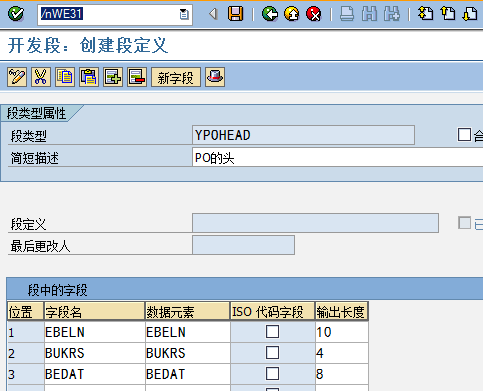 /nWE31
开发段：创建段定义
新字段
段类型属性
段类型 YPOHEAD 合
简短描述 PO的头
段定义
最后更改人
段中的字段
位置 字段名 数据元素 ISO 代码字段 输出长度
1 EBELN EBELN 10
2 BUKRS BUKRS 4
3 BEDAT BEDAT 8